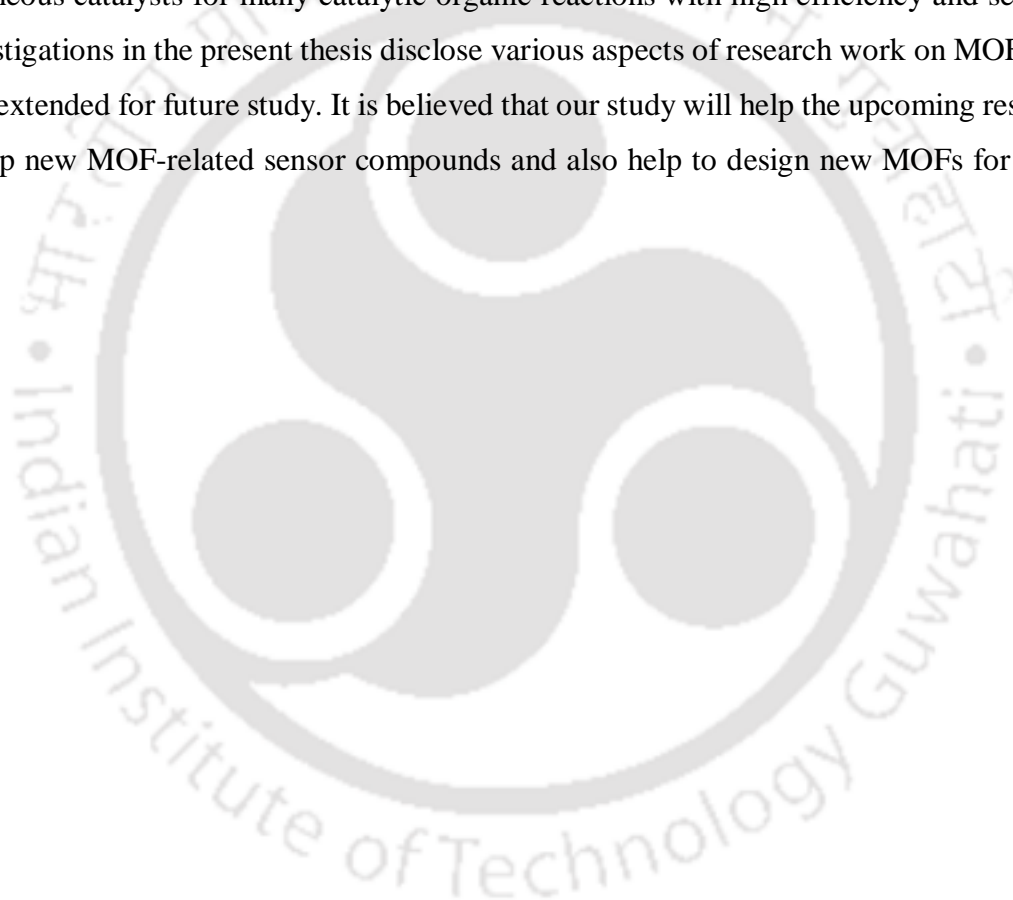 eous catalysts for many catalytic organic reactions with high efficiency and se
stigations in the present thesis disclose various aspects of research work on MOF
extended for future study. It is believed that our study will help the upcoming res
p new MOF-related sensor compounds and also help to design new MOFs for
Indian Institute of Technology Guwahati